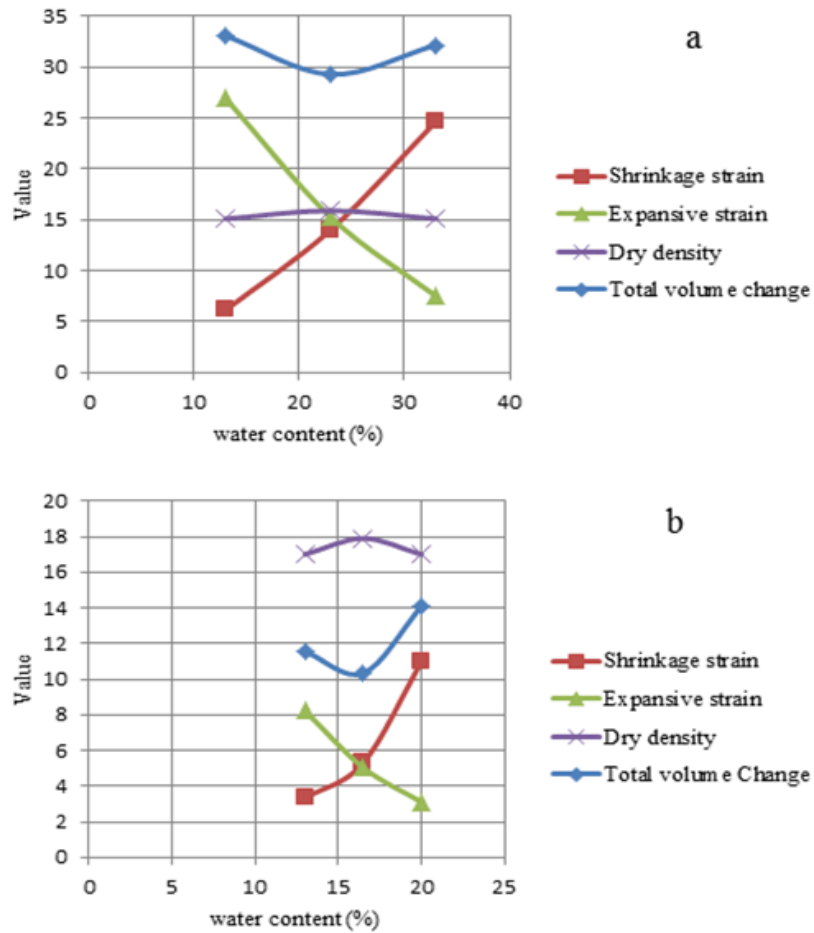 a
35
30
25
20
15
10
5
0
Value
0 10 20 30 40
water content (%)
Shrinkage strain
Expansive strain
Dry density
Total volume change
b
20
18
16
14
12
10
8
6
4
2
0
Value
0 5 10 15 20 25
water content (%)
Shrinkage strain
Expansive strain
Dry density
Total volume Change